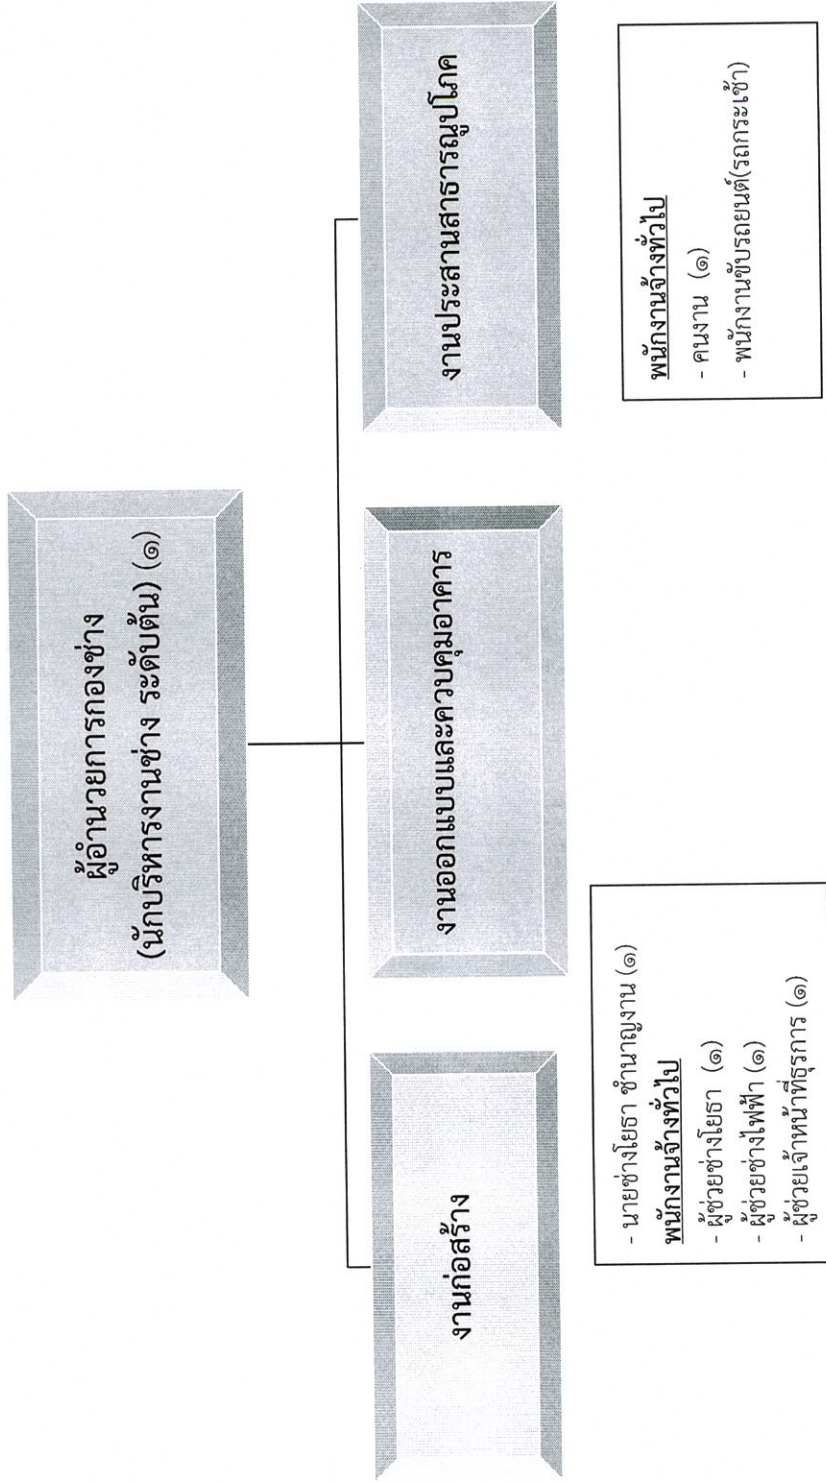 ผู้อำนวยการกองช่าง
(นักบริหารงานช่าง ระดับต้น) (๑)
งานก่อสร้าง
งานออกแบบและควบคุมอาคาร
งานประสานสาธารณูปโภค
- นายช่างโยธา ชำนาญงาน (๑)
พนักงานจ้างทั่วไป
- ผู้ช่วยช่างโยธา (๑)
- ผู้ช่วยช่างไฟฟ้า (๑)
- ผู้ช่วยเจ้าหน้าที่ธุรการ (๑)
พนักงานจ้างทั่วไป
- คนงาน (๑)
- พนักงานขับรถยนต์(รถกระเช้า)